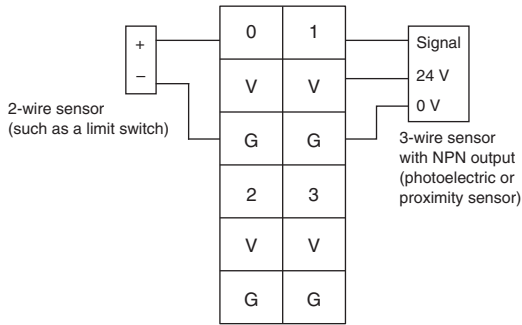 0 1
+
Signal
–
V V
24 V
0 V
2-wire sensor
(such as a limit switch)
G G
3-wire sensor
with NPN output
(photoelectric or
proximity sensor)
2 3
V V
G G